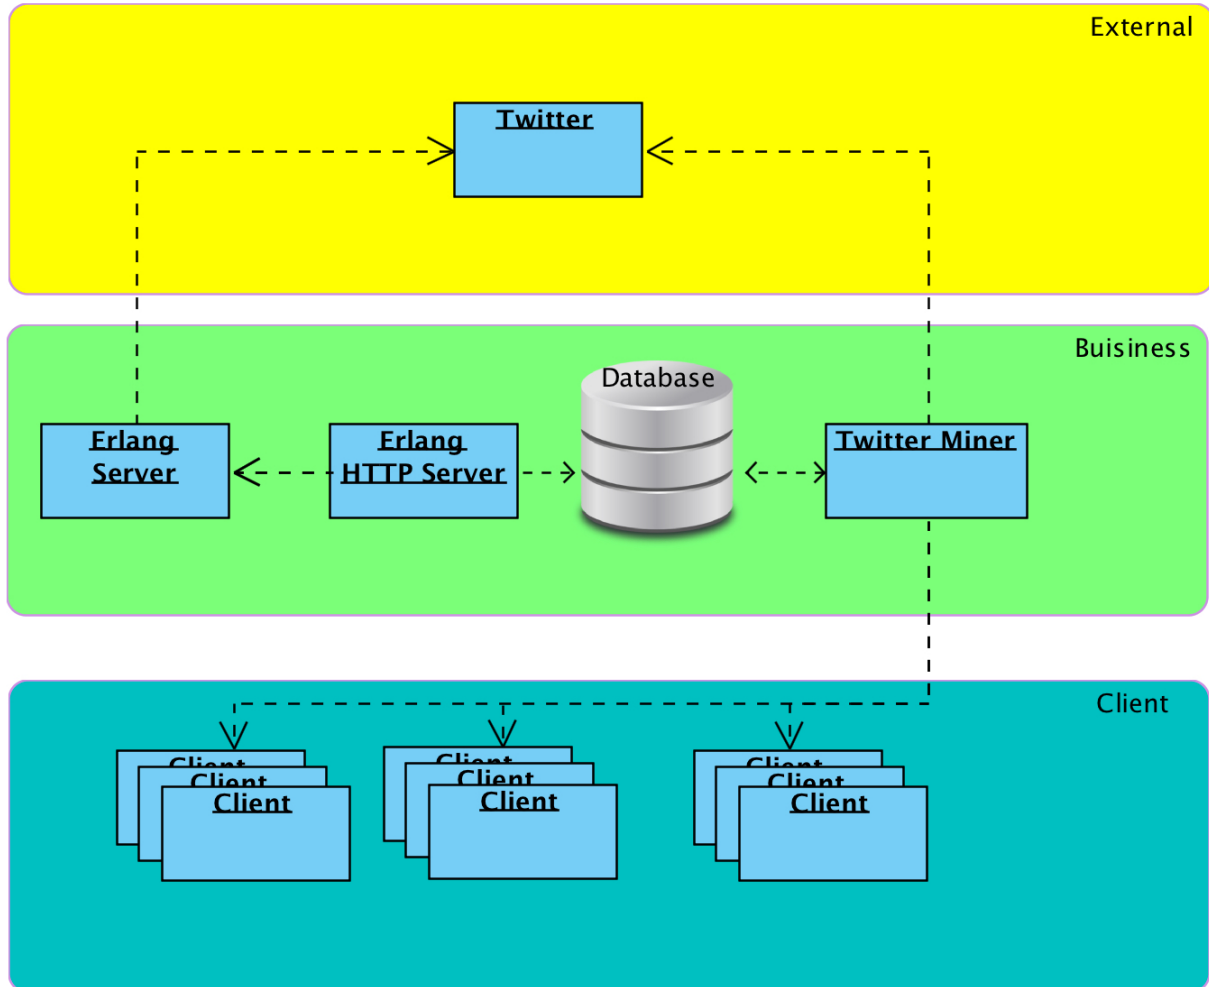 External
Twitter
Buisiness
Database
Erlang
Server
Erlang
HTTP Server
Twitter Miner
Client
Client
Client
Client
Client
Client
Client
Client
Client
Client